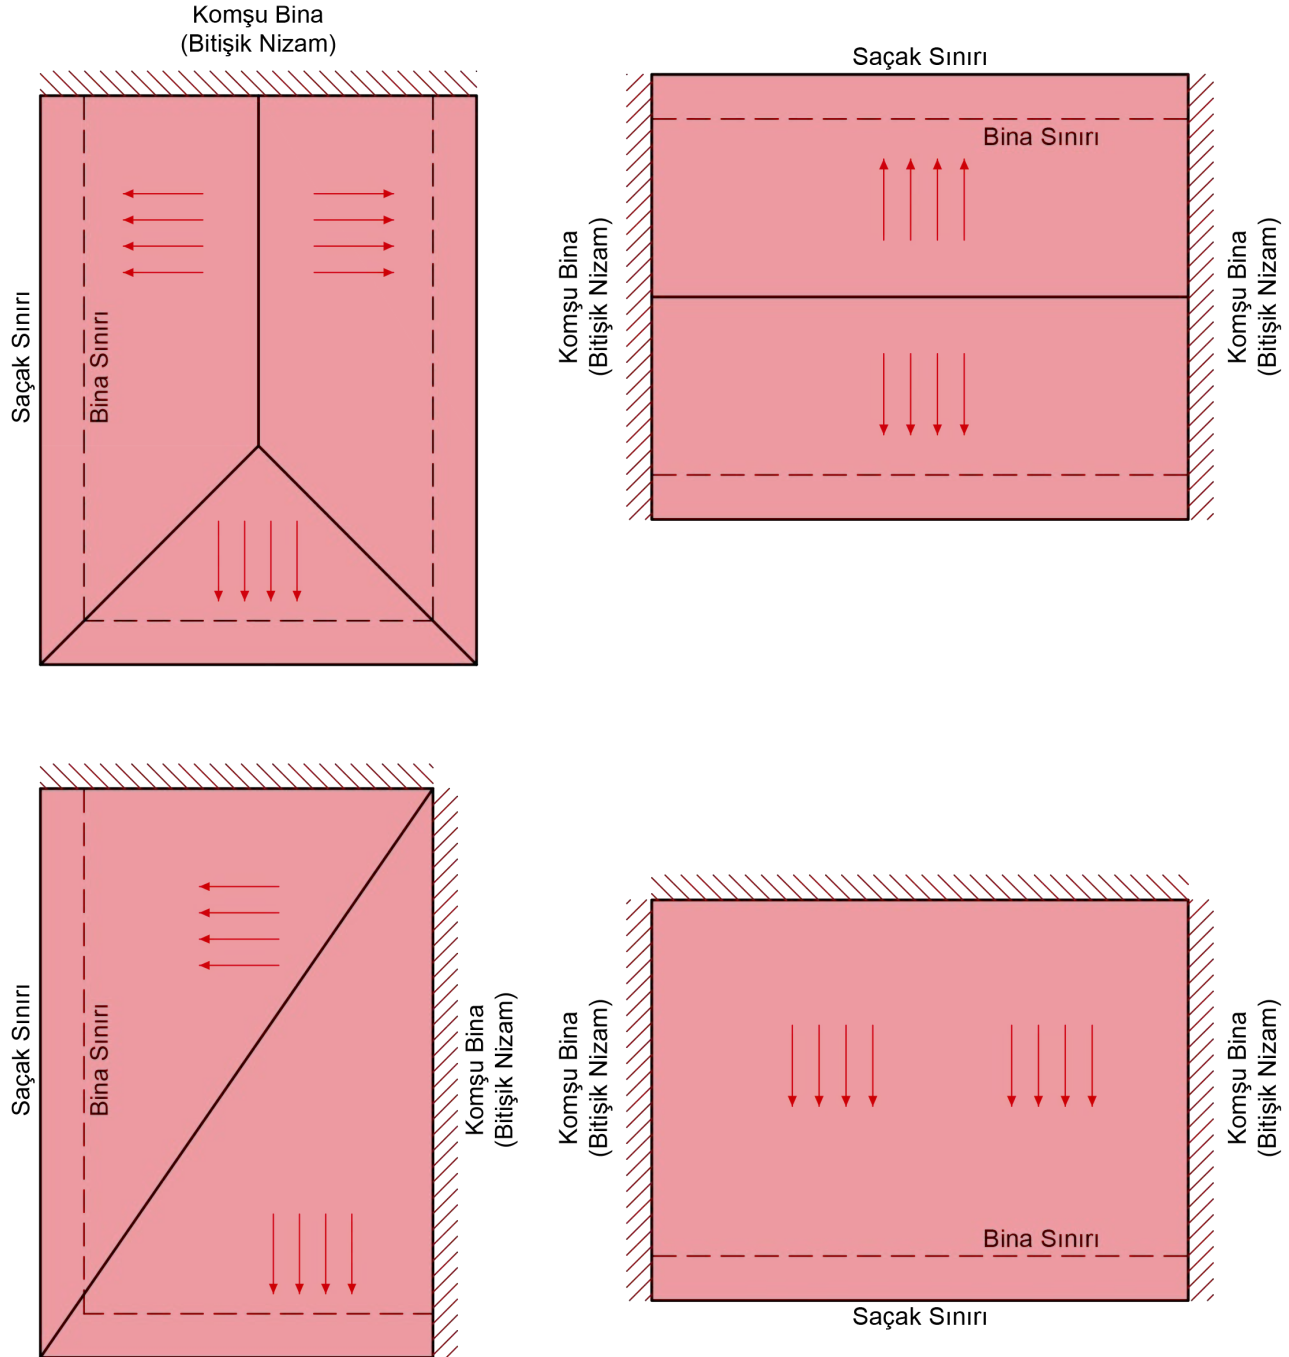 Komşu Bina
(Bitişik Nizam)
Saçak Sınırı
Bina Sınırı
Saçak Sınırı
Bina Sınırı
Komşu Bina
(Bitişik Nizam)
Komşu Bina
(Bitişik Nizam)
Saçak Sınırı
Bina Sınırı
Komşu Bina
(Bitişik Nizam)
Komşu Bina
(Bitişik Nizam)
Komşu Bina
(Bitişik Nizam)
Bina Sınırı
Saçak Sınırı